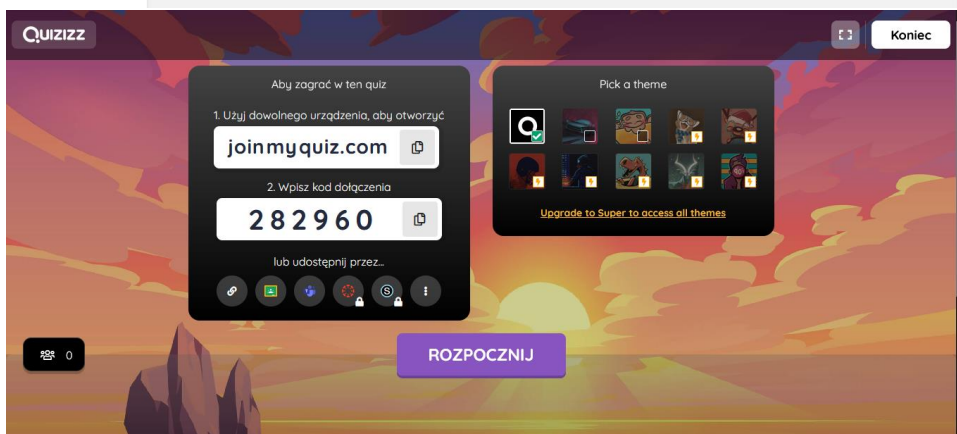 QUIZIZZ
Koniec
Aby zagrać w ten quiz
1. Użyj dowolnego urządzenia, aby otworzyć
joinmyquiz.com
2. Wpisz kod dołączenia
282960
lub udostępnij przez...
S
Pick a theme
Upgrade to Super to access all themes
0
ROZPOCZNIJ